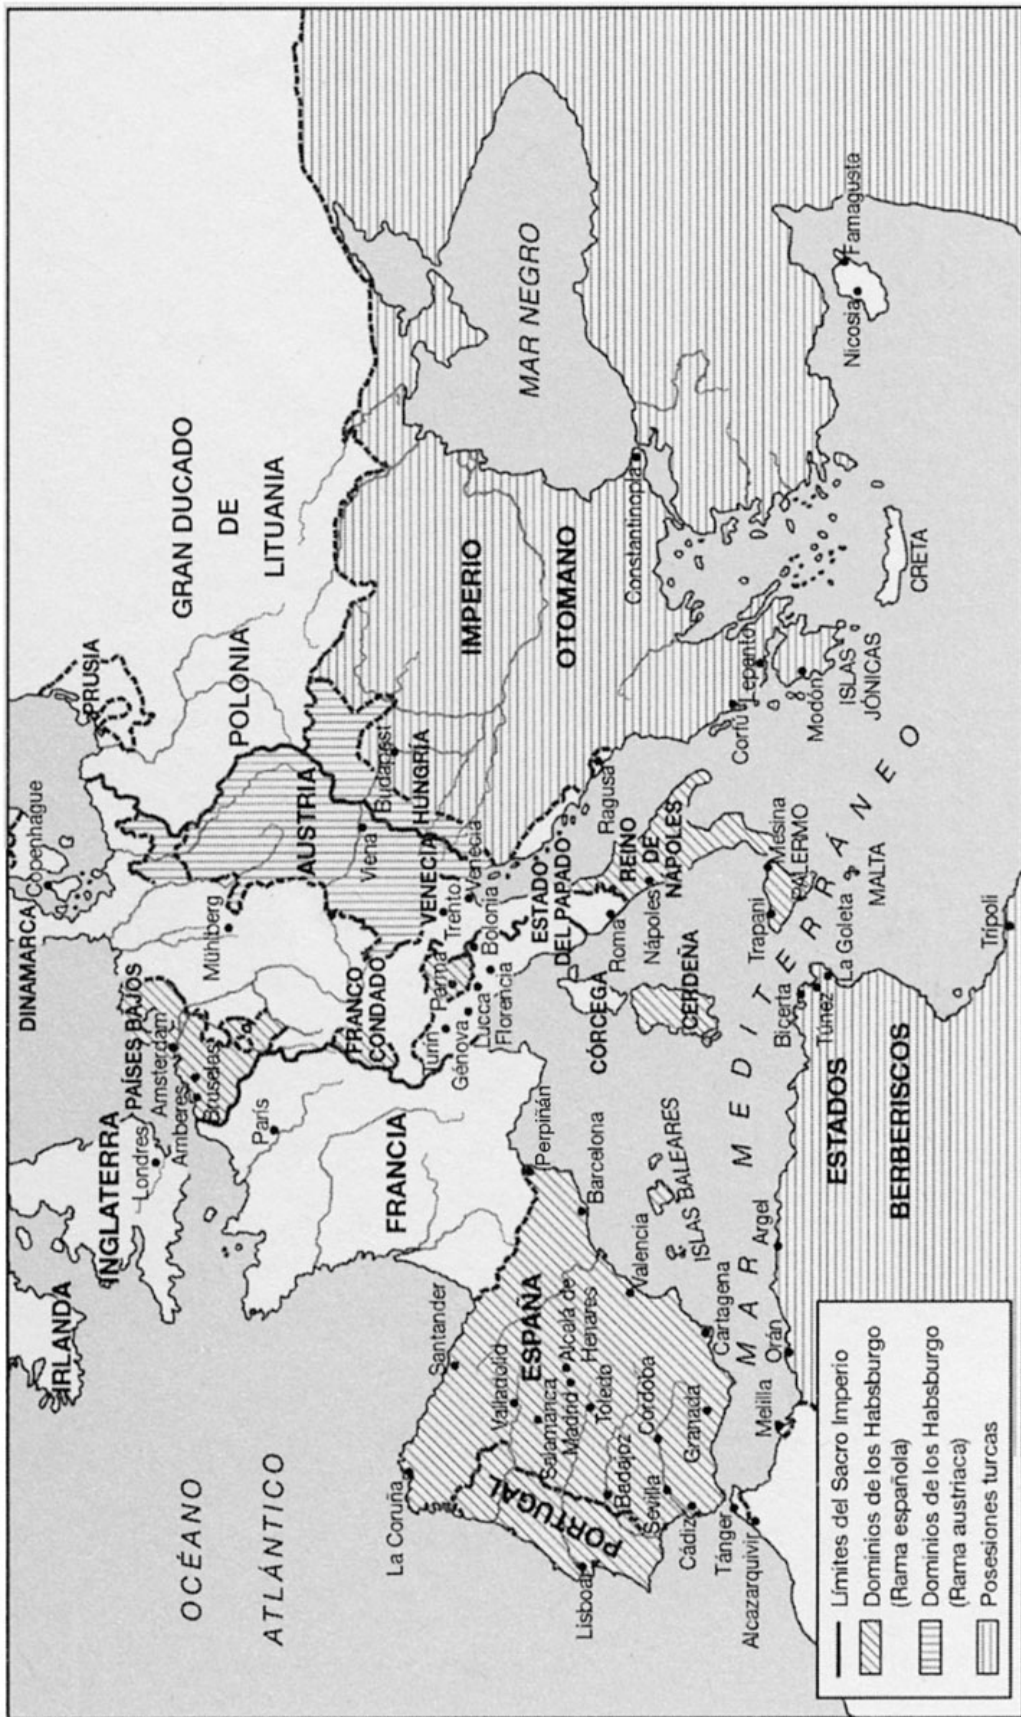 OCÉANO
ATLÁNTICO
IRLANDA
INGLATERRA
Londres
DINAMARCA
Copenhague
PAÍSES BAJOS
Amsterdam
Amberes
Bruselas
Mühlberg
PRUSIA
POLONIA
GRAN DUCADO
DE
LITUANIA
París
FRANCIA
FRANCO
CONDADO
AUSTRIA
Viena
Budapest
HUNGRÍA
VENECIA
Venecia
Trento
Turín
Parma
Génova
Lucca
Florencia
Bolonia
IMPERIO
OTOMANO
MAR NEGRO
Constantinopla
ESTADO
DEL PAPADO
Ragusa
Roma
REINO
DE
NÁPOLES
Nápoles
CÓRCEGA
CERDEÑA
La Coruña
Santander
Valladolid
ESPAÑA
Salamanca
Madrid
Alcalá de
Henares
Toledo
PORTUGAL
Lisboa
Badajoz
Córdoba
Sevilla
Granada
Cádiz
Perpiñán
Barcelona
Valencia
ISLAS BALEARES
Cartagena
Tánger
Alcazarquivir
Melilla
Orán
Argel
MAR MEDITERRÁNEO
Bicerta
Túnez
La Goleta
Trapani
Mesina
PALERMO
MALTA
Trípoli
Corfú
Lepanto
Modón
ISLAS
JÓNICAS
CRETA
Nicosia
Famaguste
ESTADOS
BERBERISCOS
Límites del Sacro Imperio
Dominios de los Habsburgo
(Rama española)
Dominios de los Habsburgo
(Rama austriaca)
Posesiones turcas